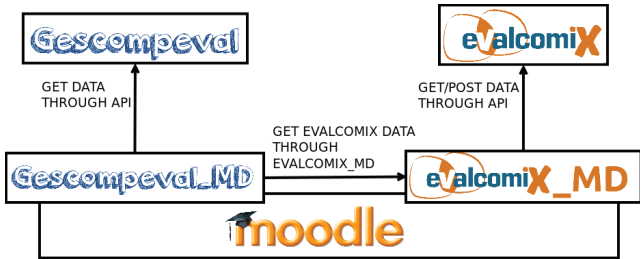 Gescompeval
evalcomiX
GET DATA
THROUGH API
GET/POST DATA
THROUGH API
GET EVALCOMIX DATA
THROUGH
EVALCOMIX_MD
Gescompeval_MD
evalcomiX_MD
moodle